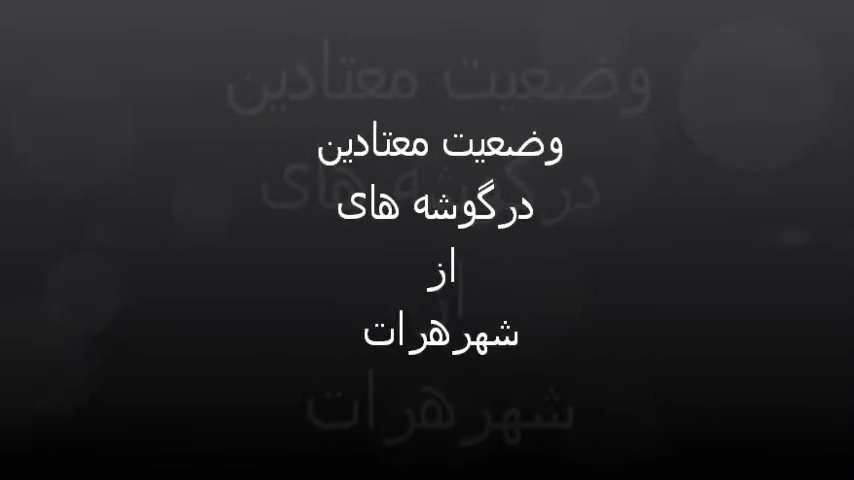 وضعیت معتادین
درگوشه های
از
شهرهرات